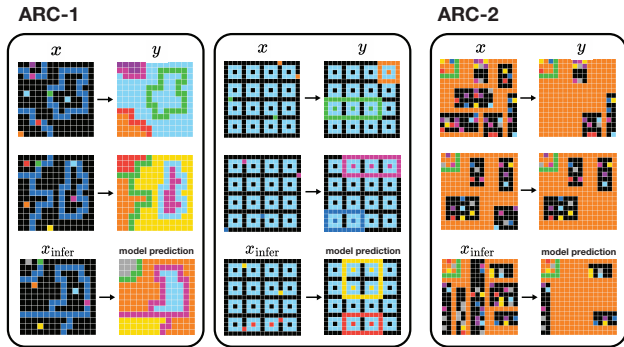 ARC-1
ARC-2
x y
x y
x y
x_infer model prediction
x_infer model prediction
x_infer model prediction